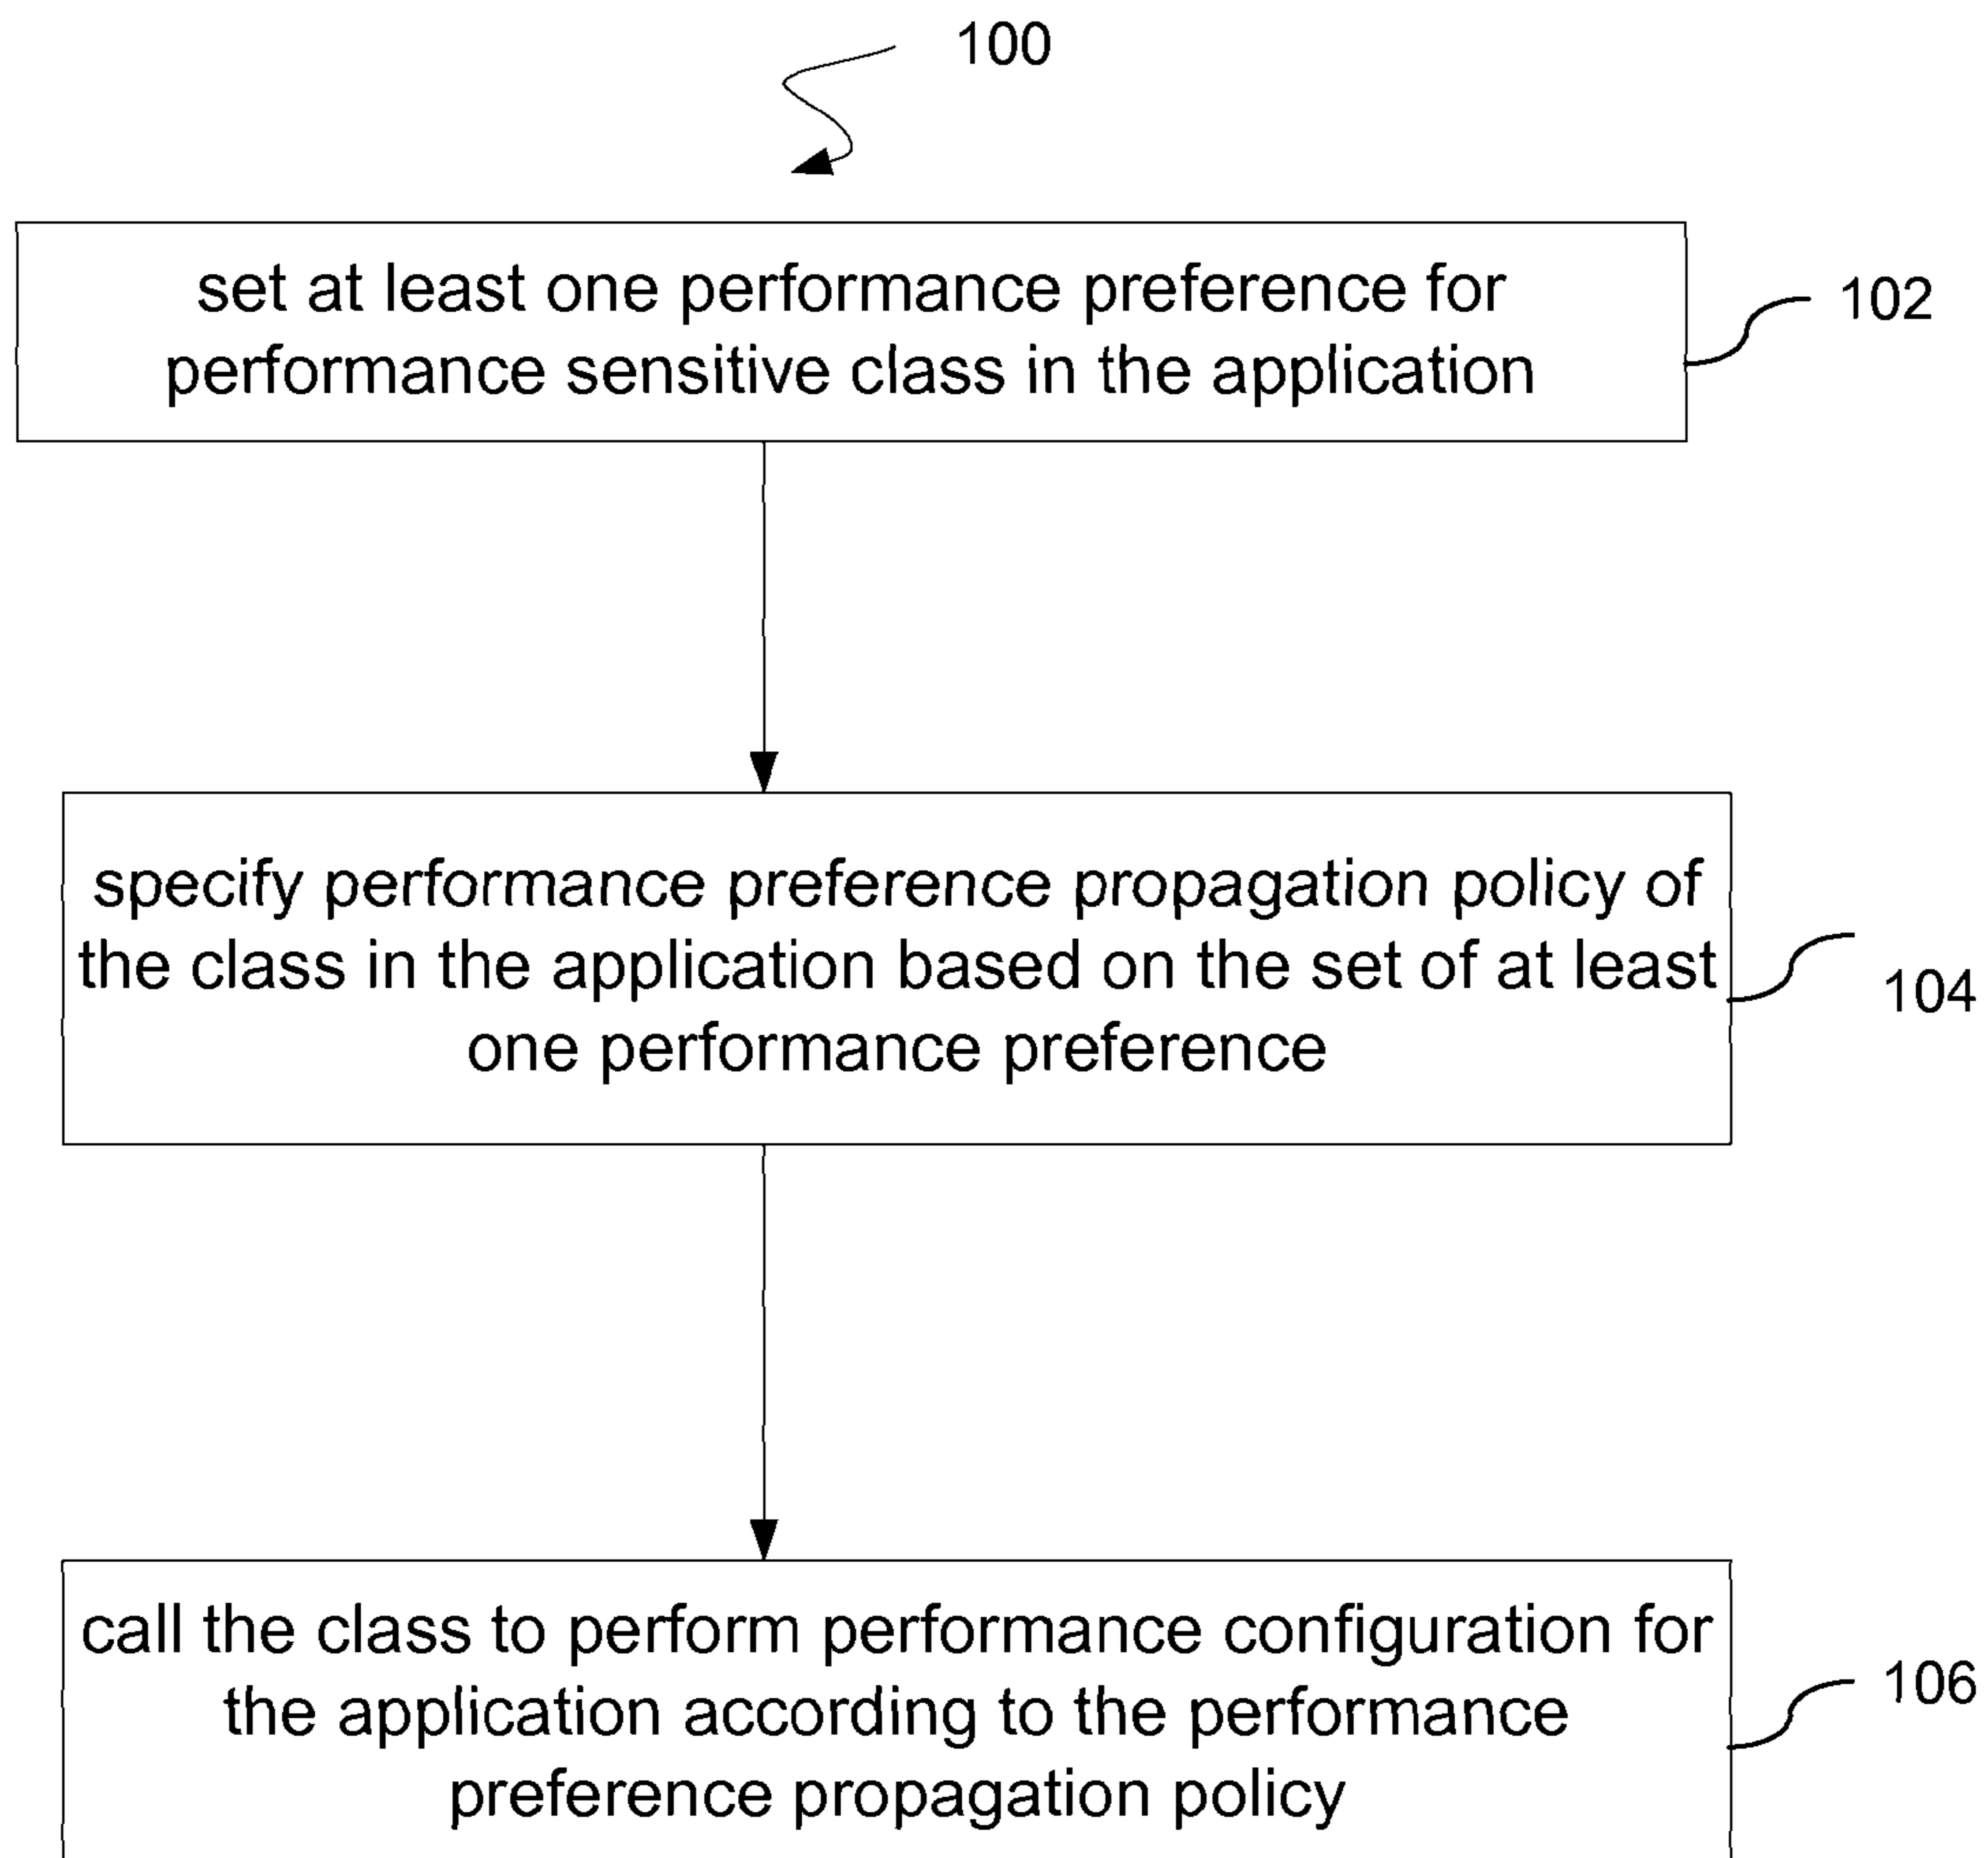 100
set at least one performance preference for
performance sensitive class in the application
102
specify performance preference propagation policy of
the class in the application based on the set of at least
one performance preference
104
call the class to perform performance configuration for
the application according to the performance
preference propagation policy
106